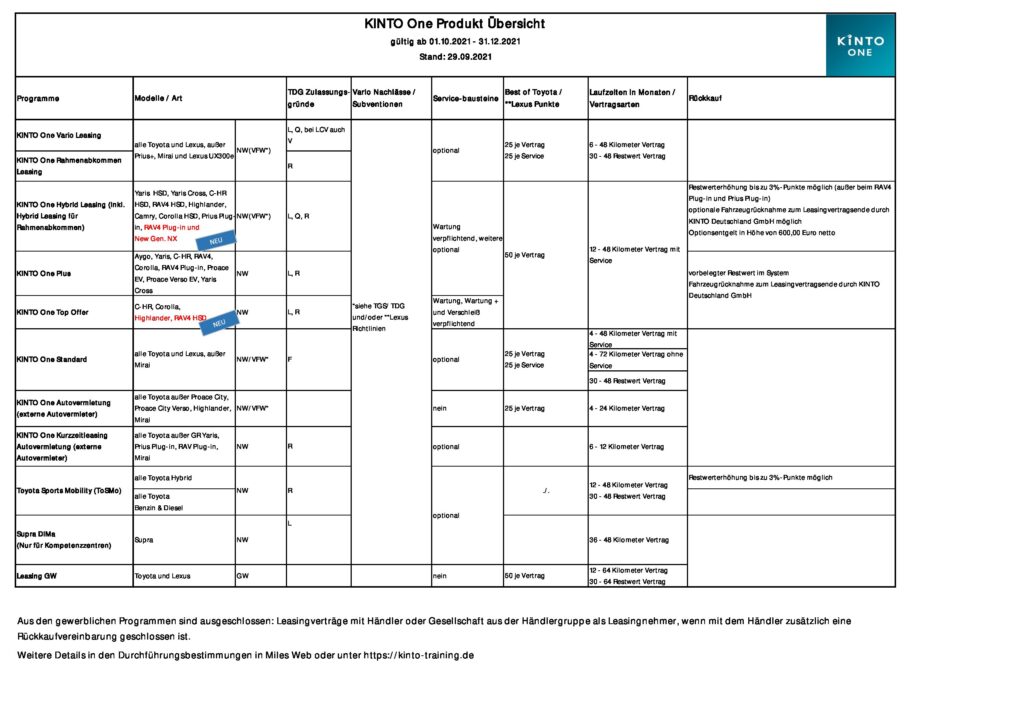 KINTO One Produkt Übersicht
gültig ab 01.10.2021 - 31.12.2021
Stand: 29.09.2021
KINTO
ONE
Programme
Modelle / Art
TDG Zulassungs-
gründe
Vario Nachlässe /
Subventionen
Service-bausteine
Best of Toyota /
**Lexus Punkte
Laufzeiten in Monaten /
Vertragsarten
Rückkauf
KINTO One Vario Leasing
KINTO One Rahmenabkommen
Leasing
alle Toyota und Lexus, außer
Prius+, Mirai und Lexus UX300e
NW(VFW*)
L, Q, bei LCV auch
V
R
optional
25 je Vertrag
25 je Service
6 - 48 Kilometer Vertrag
30 - 48 Restwert Vertrag
KINTO One Hybrid Leasing (inkl.
Hybrid Leasing für
Rahmenabkommen)
Yaris HSD, Yaris Cross, C-HR
HSD, RAV4 HSD, Highlander,
Camry, Corolla HSD, Prius Plug-
in, RAV4 Plug-in und
New Gen. NX
NEU
NW(VFW*)
L, Q, R
Wartung
verpflichtend, weitere
optional
50 je Vertrag
12 - 48 Kilometer Vertrag mit
Service
Restwerterhöhung bis zu 3%-Punkte möglich (außer beim RAV4
Plug-in und Prius Plug-in)
optionale Fahrzeugrücknahme zum Leasingvertragsende durch
KINTO Deutschland GmbH möglich
Optionsentgelt in Höhe von 600,00 Euro netto
KINTO One Plus
Aygo, Yaris, C-HR, RAV4,
Corolla, RAV4 Plug-in, Proace
EV, Proace Verso EV, Yaris
Cross
NW
L, R
vorbelegter Restwert im System
Fahrzeugrücknahme zum Leasingvertragsende durch KINTO
Deutschland GmbH
KINTO One Top Offer
C-HR, Corolla,
Highlander, RAV4 HSD
NEU
NW
L, R
*siehe TGS/ TDG
und/oder **Lexus
Richtlinien
Wartung, Wartung +
und Verschleiß
verpflichtend
KINTO One Standard
alle Toyota und Lexus, außer
Mirai
NW/VFW*
F
optional
25 je Vertrag
25 je Service
4 - 48 Kilometer Vertrag mit
Service
4 - 72 Kilometer Vertrag ohne
Service
30 - 48 Restwert Vertrag
KINTO One Autovermietung
(externe Autovermieter)
alle Toyota außer Proace City,
Proace City Verso, Highlander,
Mirai
NW/VFW*
nein
25 je Vertrag
4 - 24 Kilometer Vertrag
KINTO One Kurzzeitleasing
Autovermietung (externe
Autovermieter)
alle Toyota außer GR Yaris,
Prius Plug-in, RAV Plug-in,
Mirai
NW
R
optional
6 - 12 Kilometer Vertrag
Toyota Sports Mobility (ToSMo)
alle Toyota Hybrid
alle Toyota
Benzin & Diesel
NW
R
optional
./.
12 - 48 Kilometer Vertrag
30 - 48 Restwert Vertrag
Restwerterhöhung bis zu 3%-Punkte möglich
Supra DIMa
(Nur für Kompetenzzentren)
Supra
NW
L
36 - 48 Kilometer Vertrag
Leasing GW
Toyota und Lexus
GW
nein
50 je Vertrag
12 - 64 Kilometer Vertrag
30 - 64 Restwert Vertrag
Aus den gewerblichen Programmen sind ausgeschlossen: Leasingverträge mit Händler oder Gesellschaft aus der Händlergruppe als Leasingnehmer, wenn mit dem Händler zusätzlich eine
Rückkaufvereinbarung geschlossen ist.
Weitere Details in den Durchführungsbestimmungen in Miles Web oder unter https://kinto-training.de